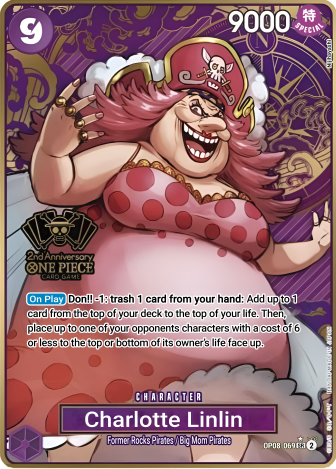 9
9000
特
SPECIAL
2nd Anniversary
ONE PIECE
CARD GAME
On Play Don!! -1: trash 1 card from your hand: Add up to 1
card from the top of your deck to the top of your life. Then,
place up to one of your opponents characters with a cost of 6
or less to the top or bottom of its owner's life face up.
CHARACTER
Charlotte Linlin
Former Rocks Pirates / Big Mom Pirates
OP08-069 SR 2